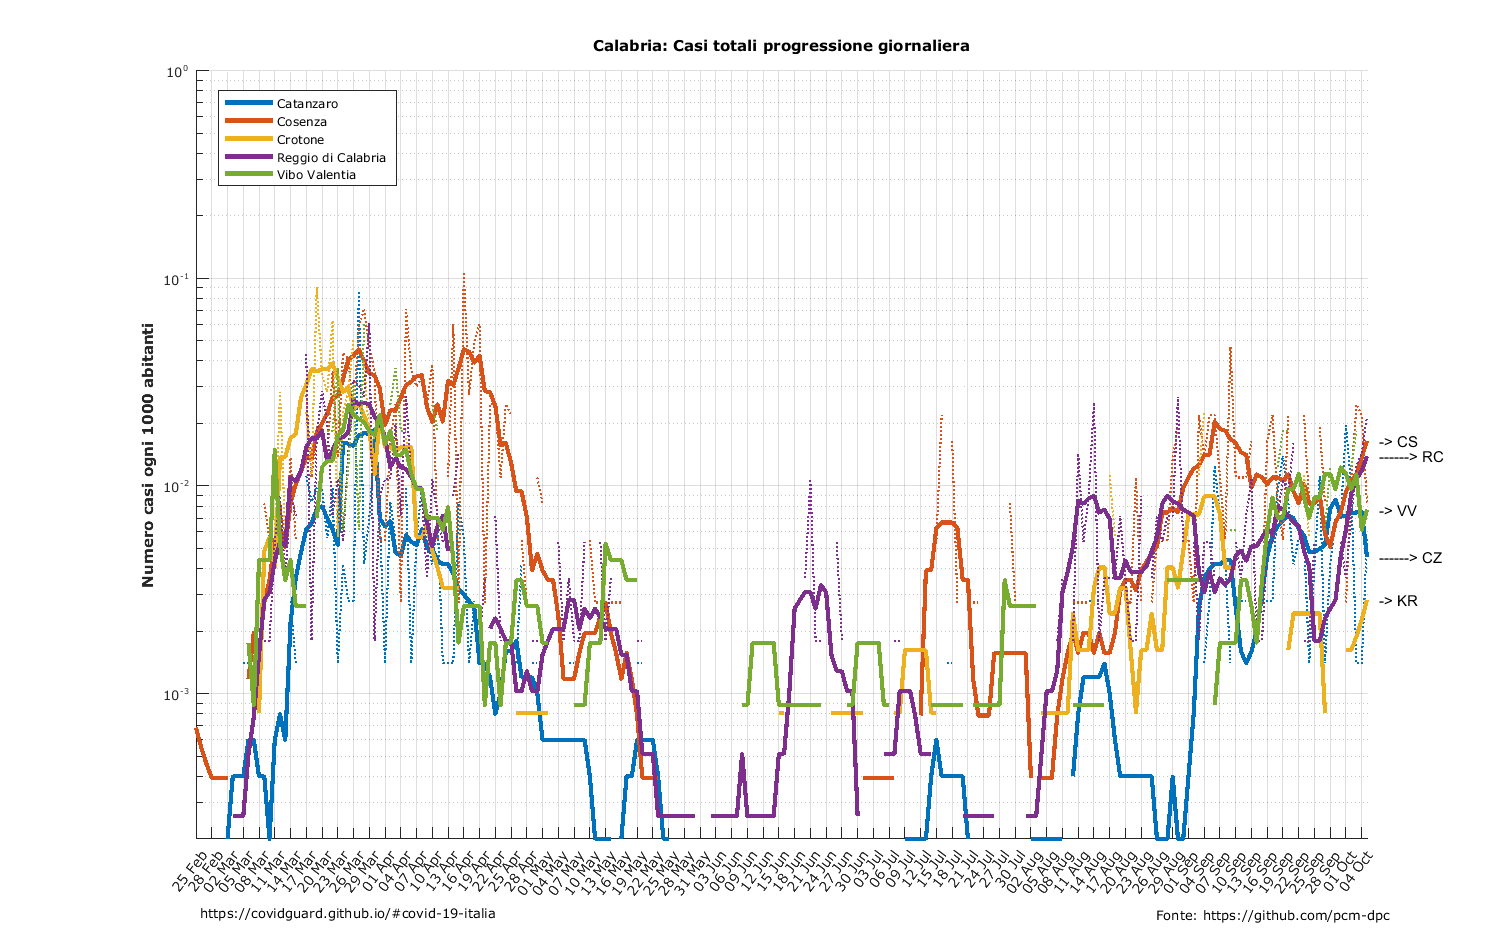 Calabria: Casi totali progressione giornaliera
Numero casi ogni 1000 abitanti
10^0
10^-1
10^-2
10^-3
Catanzaro
Cosenza
Crotone
Reggio di Calabria
Vibo Valentia
-> CS
------> RC
-> VV
------> CZ
-> KR
25 Feb
28 Feb
02 Mar
05 Mar
08 Mar
11 Mar
14 Mar
17 Mar
20 Mar
23 Mar
26 Mar
29 Mar
01 Apr
04 Apr
07 Apr
10 Apr
13 Apr
16 Apr
19 Apr
22 Apr
25 Apr
28 Apr
01 May
04 May
07 May
10 May
13 May
16 May
19 May
22 May
25 May
28 May
31 May
03 Jun
06 Jun
09 Jun
12 Jun
15 Jun
18 Jun
21 Jun
24 Jun
27 Jun
30 Jun
03 Jul
06 Jul
09 Jul
12 Jul
15 Jul
18 Jul
21 Jul
24 Jul
27 Jul
30 Jul
02 Aug
05 Aug
08 Aug
11 Aug
14 Aug
17 Aug
20 Aug
23 Aug
26 Aug
29 Aug
01 Sep
04 Sep
07 Sep
10 Sep
13 Sep
16 Sep
19 Sep
22 Sep
25 Sep
28 Sep
01 Oct
04 Oct
https://covidguard.github.io/#covid-19-italia
Fonte: https://github.com/pcm-dpc